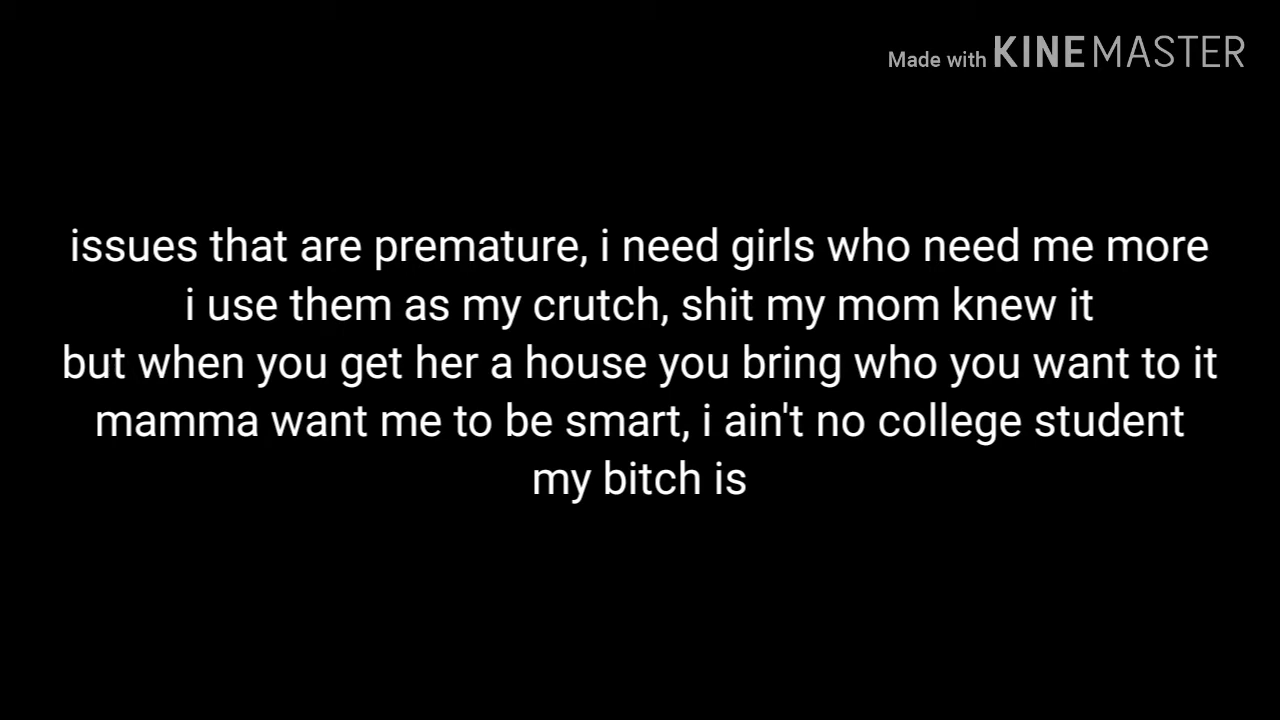 Made with KINEMASTER
issues that are premature, i need girls who need me more
i use them as my crutch, shit my mom knew it
but when you get her a house you bring who you want to it
mamma want me to be smart, i ain't no college student
my bitch is